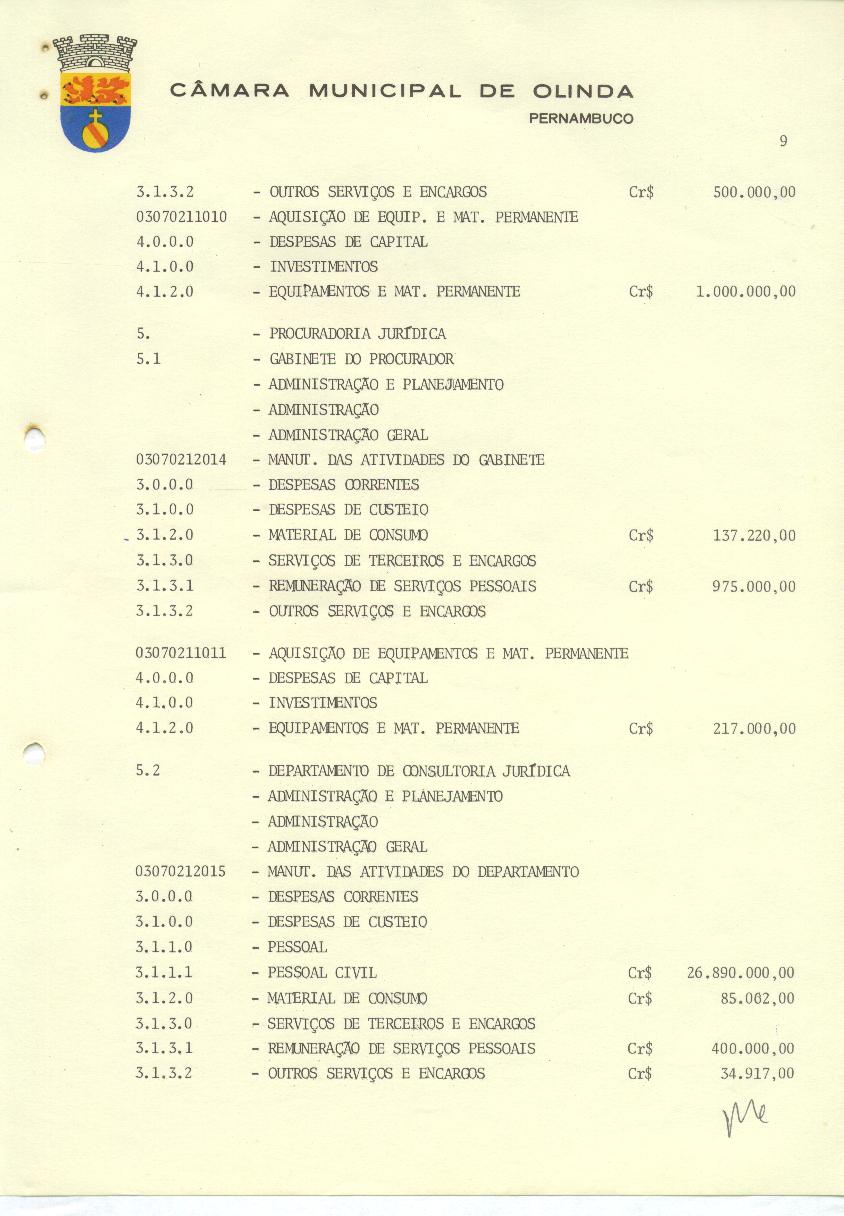 CÂMARA MUNICIPAL DE OLINDA
PERNAMBUCO
9
3.1.3.2 - OUTROS SERVIÇOS E ENCARGOS Cr$ 500.000,00
03070211010 - AQUISIÇÃO DE EQUIP. E MAT. PERMANENTE
4.0.0.0 - DESPESAS DE CAPITAL
4.1.0.0 - INVESTIMENTOS
4.1.2.0 - EQUIPAMENTOS E MAT. PERMANENTE Cr$ 1.000.000,00
5. - PROCURADORIA JURÍDICA
5.1 - GABINETE DO PROCURADOR
- ADMINISTRAÇÃO E PLANEJAMENTO
- ADMINISTRAÇÃO
- ADMINISTRAÇÃO GERAL
03070212014 - MANUT. DAS ATIVIDADES DO GABINETE
3.0.0.0 - DESPESAS CORRENTES
3.1.0.0 - DESPESAS DE CUSTEIO
3.1.2.0 - MATERIAL DE CONSUMO Cr$ 137.220,00
3.1.3.0 - SERVIÇOS DE TERCEIROS E ENCARGOS
3.1.3.1 - REMUNERAÇÃO DE SERVIÇOS PESSOAIS Cr$ 975.000,00
3.1.3.2 - OUTROS SERVIÇOS E ENCARGOS
03070211011 - AQUISIÇÃO DE EQUIPAMENTOS E MAT. PERMANENTE
4.0.0.0 - DESPESAS DE CAPITAL
4.1.0.0 - INVESTIMENTOS
4.1.2.0 - EQUIPAMENTOS E MAT. PERMANENTE Cr$ 217.000,00
5.2 - DEPARTAMENTO DE CONSULTORIA JURÍDICA
- ADMINISTRAÇÃO E PLANEJAMENTO
- ADMINISTRAÇÃO
- ADMINISTRAÇÃO GERAL
03070212015 - MANUT. DAS ATIVIDADES DO DEPARTAMENTO
3.0.0.0 - DESPESAS CORRENTES
3.1.0.0 - DESPESAS DE CUSTEIO
3.1.1.0 - PESSOAL
3.1.1.1 - PESSOAL CIVIL Cr$ 26.890.000,00
3.1.2.0 - MATERIAL DE CONSUMO Cr$ 85.062,00
3.1.3.0 - SERVIÇOS DE TERCEIROS E ENCARGOS
3.1.3.1 - REMUNERAÇÃO DE SERVIÇOS PESSOAIS Cr$ 400.000,00
3.1.3.2 - OUTROS SERVIÇOS E ENCARGOS Cr$ 34.917,00